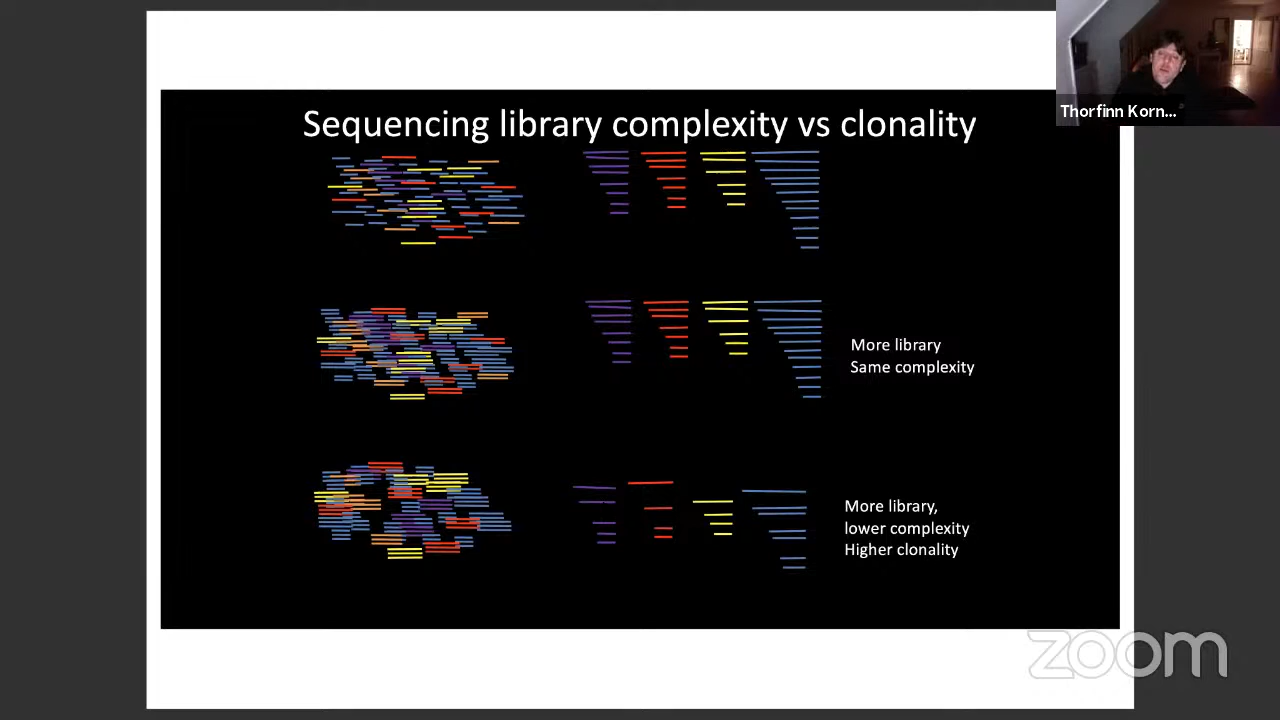 Thorfinn Korn...
Sequencing library complexity vs clonality
More library
Same complexity
More library,
lower complexity
Higher clonality
zoom